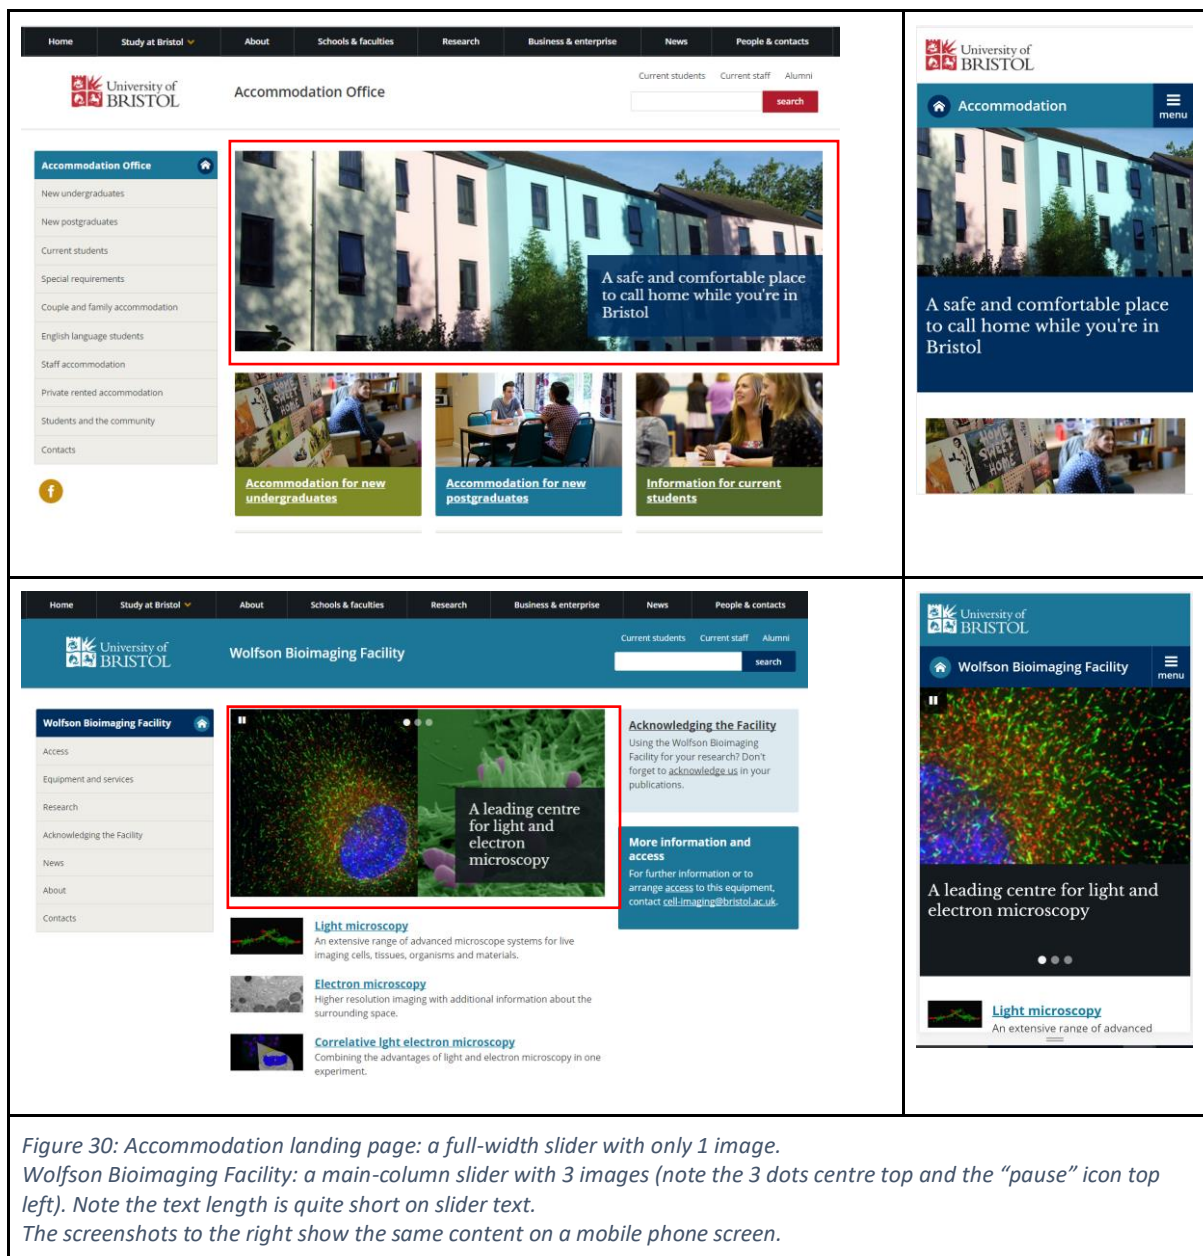 Home Study at Bristol About Schools & faculties Research Business & enterprise News People & contacts
University of
BRISTOL
Accommodation Office
Current students Current staff Alumni
search
Accommodation Office
New undergraduates
New postgraduates
Current students
Special requirements
Couple and family accommodation
English language students
Staff accommodation
Private rented accommodation
Students and the community
Contacts
f
A safe and comfortable place
to call home while you're in
Bristol
HOME
SWEET
HOME
Accommodation for new
undergraduates
Accommodation for new
postgraduates
Information for current
students
University of
BRISTOL
Accommodation
menu
A safe and comfortable place
to call home while you're in
Bristol
HOME
SWEET
HOME
Home Study at Bristol About Schools & faculties Research Business & enterprise News People & contacts
University of
BRISTOL
Wolfson Bioimaging Facility
Current students Current staff Alumni
search
Wolfson Bioimaging Facility
Access
Equipment and services
Research
Acknowledging the Facility
News
About
Contacts
A leading centre
for light and
electron
microscopy
Light microscopy
An extensive range of advanced microscope systems for live
imaging cells, tissues, organisms and materials.
Electron microscopy
Higher resolution imaging with additional information about the
surrounding space.
Correlative lght electron microscopy
Combining the advantages of light and electron microscopy in one
experiment.
Acknowledging the Facility
Using the Wolfson Bioimaging
Facility for your research? Don't
forget to acknowledge us in your
publications.
More information and
access
For further information or to
arrange access to this equipment,
contact cell-imaging@bristol.ac.uk.
University of
BRISTOL
Wolfson Bioimaging Facility
menu
A leading centre for light and
electron microscopy
Light microscopy
An extensive range of advanced
Figure 30: Accommodation landing page: a full-width slider with only 1 image.
Wolfson Bioimaging Facility: a main-column slider with 3 images (note the 3 dots centre top and the “pause” icon top
left). Note the text length is quite short on slider text.
The screenshots to the right show the same content on a mobile phone screen.